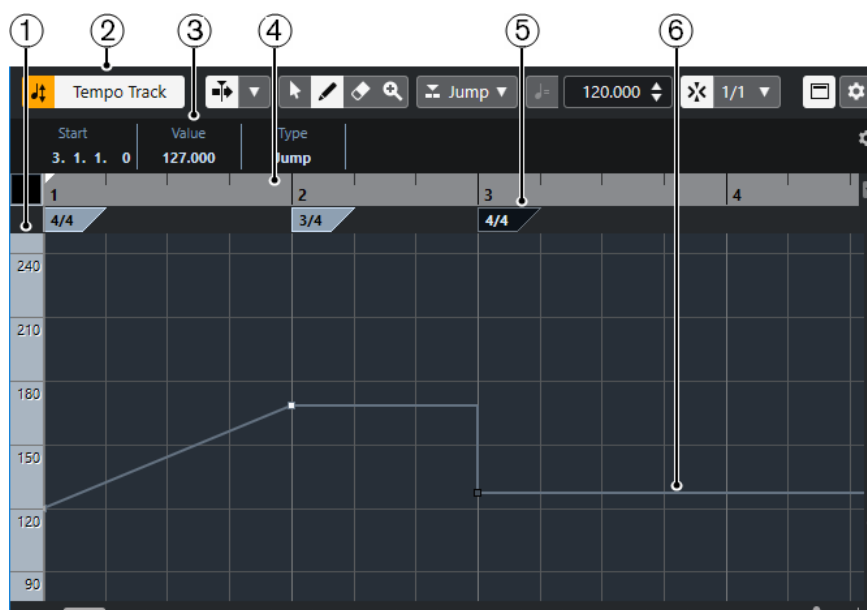 1 2 3 4 5 6
Tempo Track Jump 120.000 1/1
Start Value Type
3. 1. 1. 0 127.000 Jump
1 2 3 4
4/4 3/4 4/4
240
210
180
150
120
90